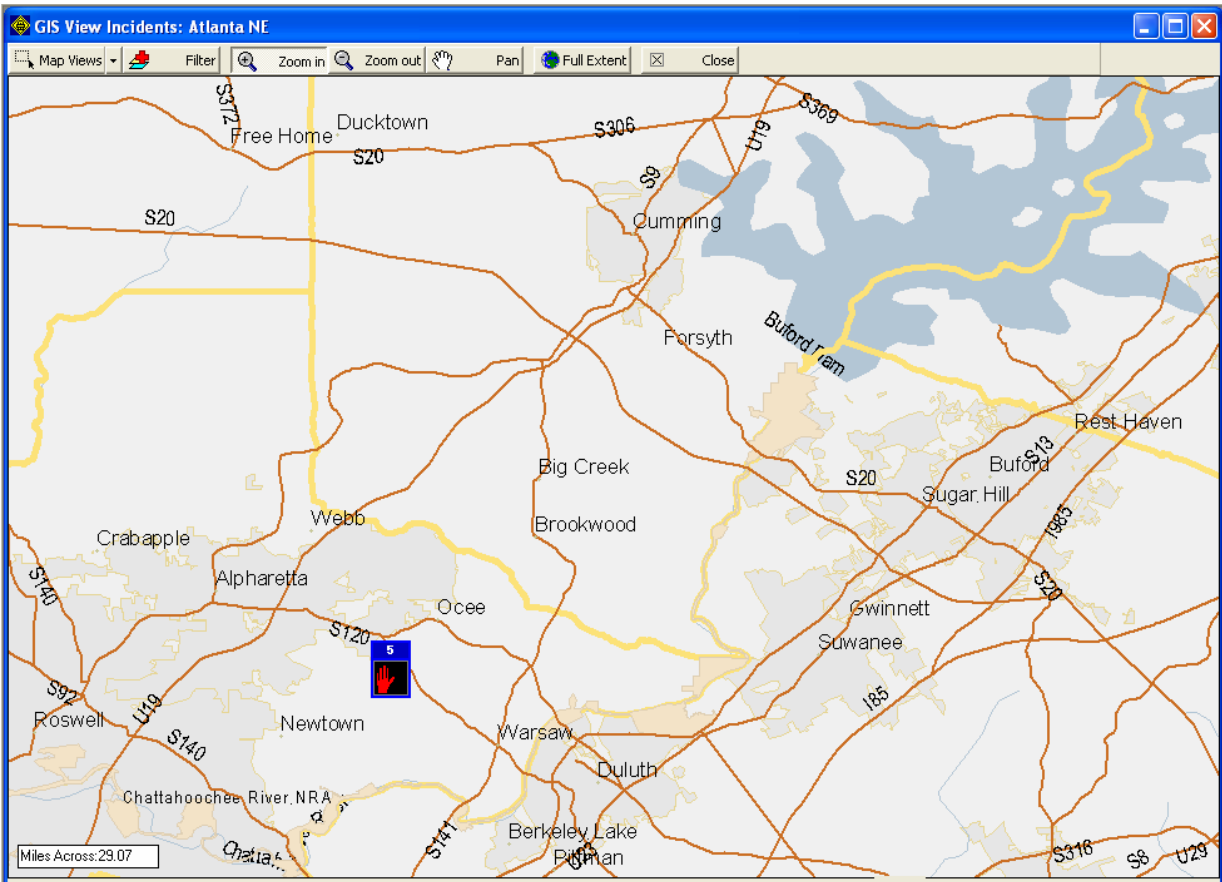 GIS View Incidents: Atlanta NE
Map Views Filter Zoom in Zoom out Pan Full Extent Close
S372
Free Home
Ducktown
S20
S306
U19
S369
S9
S20
Cumming
Forsyth
Buford Dam
Rest Haven
Big Creek
S20
Buford
S13
Sugar Hill
Webb
Brookwood
I985
Crabapple
S140
Alpharetta
Ocee
S20
Gwinnett
S120
Suwanee
5
S92
Roswell
U19
Newtown
I85
Warsaw
S140
Duluth
Chattahoochee River NRA
Berkeley Lake
S141
Pittman
Miles Across:29.07
S316
S8
U29